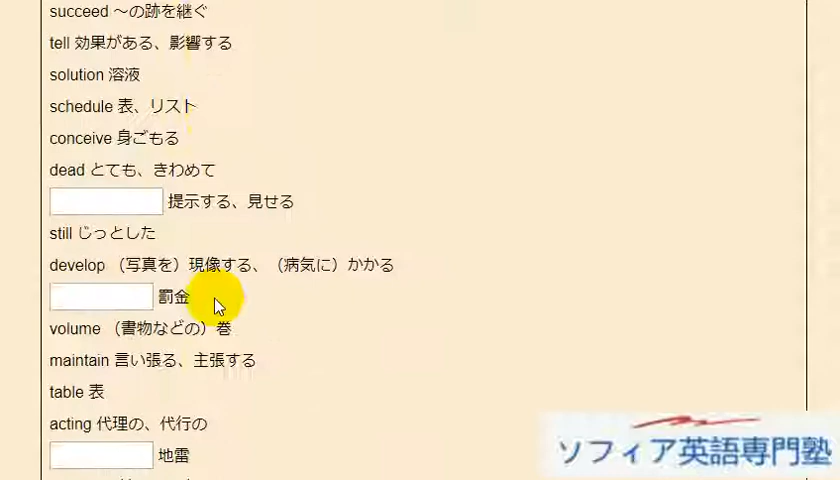 succeed 〜の跡を継ぐ
tell 効果がある、影響する
solution 溶液
schedule 表、リスト
conceive 身ごもる
dead とても、きわめて
提示する、見せる
still じっとした
develop （写真を）現像する、（病気に）かかる
罰金
volume （書物などの）巻
maintain 言い張る、主張する
table 表
acting 代理の、代行の
地雷
ソフィア英語専門塾